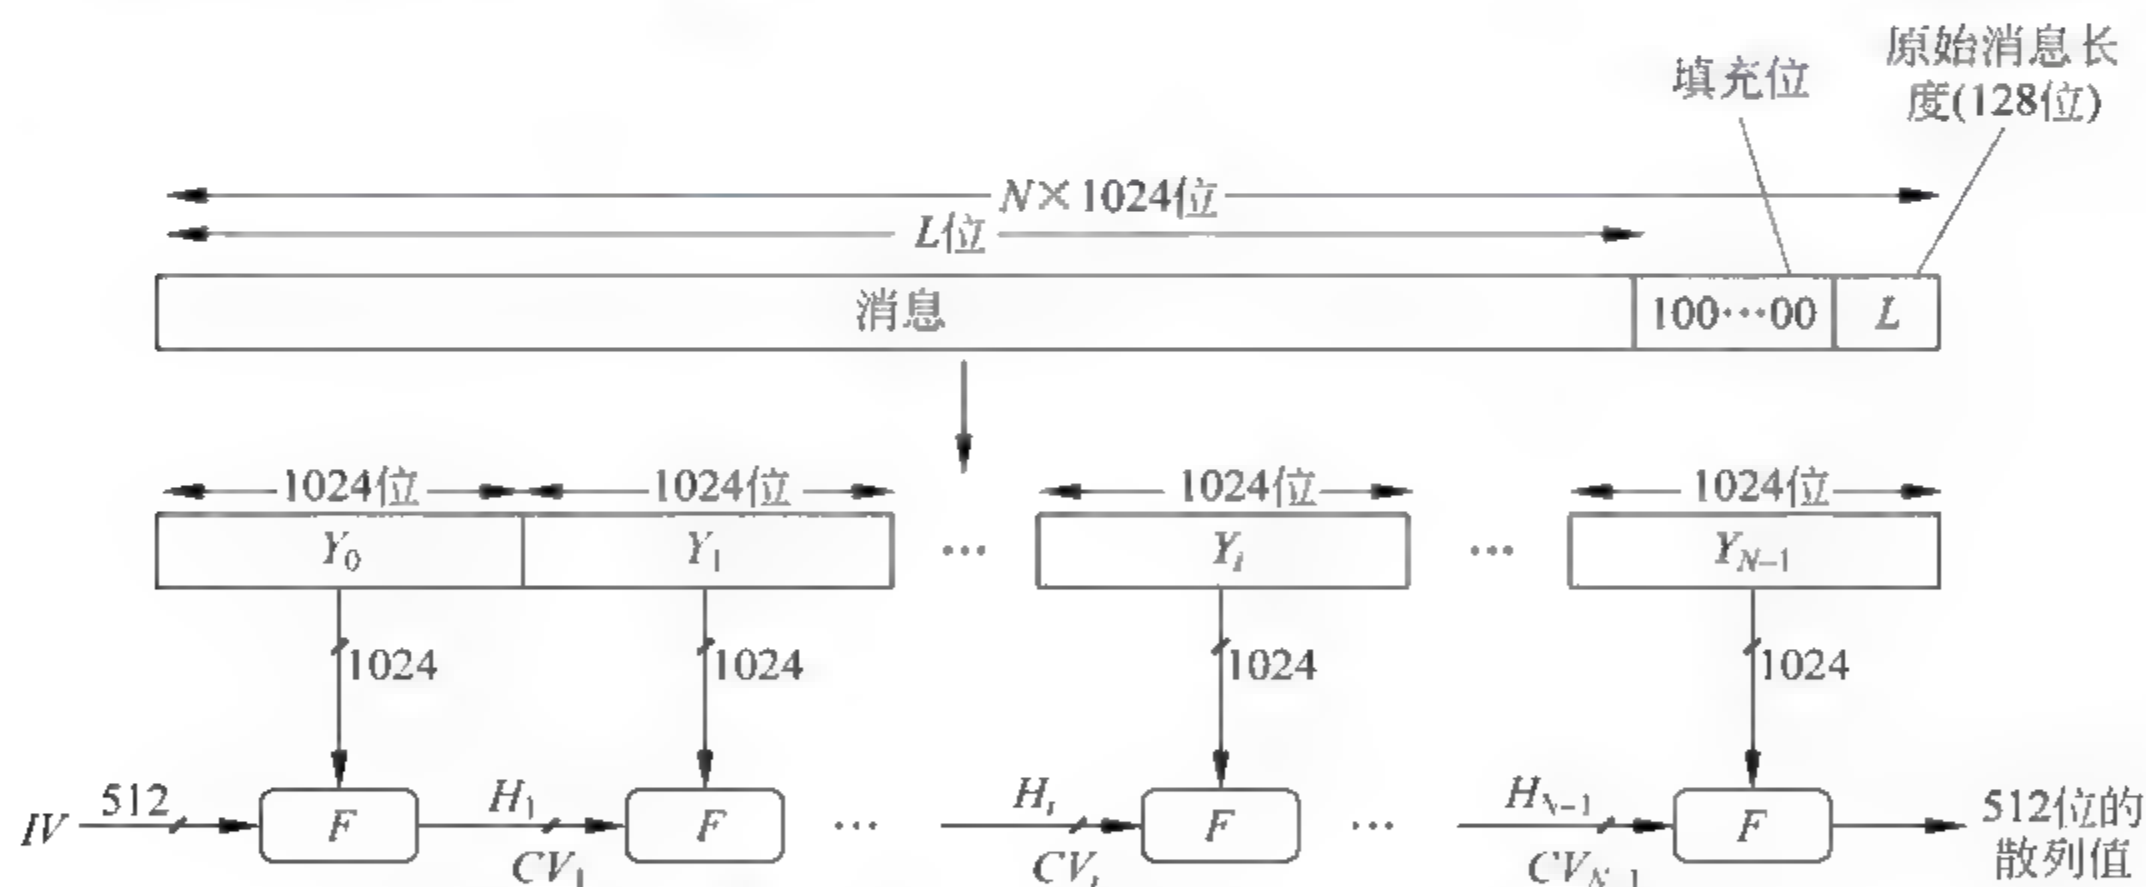 原始消息长
度(128位)
填充位
N×1024位
L位
消息 100…00 L
1024位 1024位 1024位 1024位
Y₀ Y₁ … Yᵢ … Y_{N-1}
1024 1024 1024 1024
IV 512 F H₁ F … Hᵢ F … H_{N-1} F 512位的
CV₁ CVᵢ CV_{N-1} 散列值